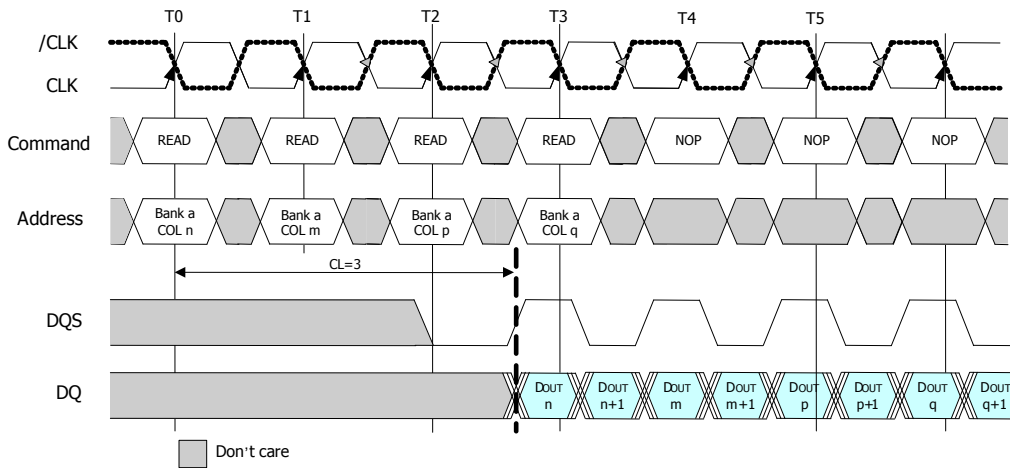 T0 T1 T2 T3 T4 T5
/CLK
CLK
Command READ READ READ READ NOP NOP NOP
Address Bank a Bank a Bank a Bank a
COL n COL m COL p COL q
CL=3
DQS
DQ DOUT DOUT DOUT DOUT DOUT DOUT DOUT DOUT
n n+1 m m+1 p p+1 q q+1
Don't care